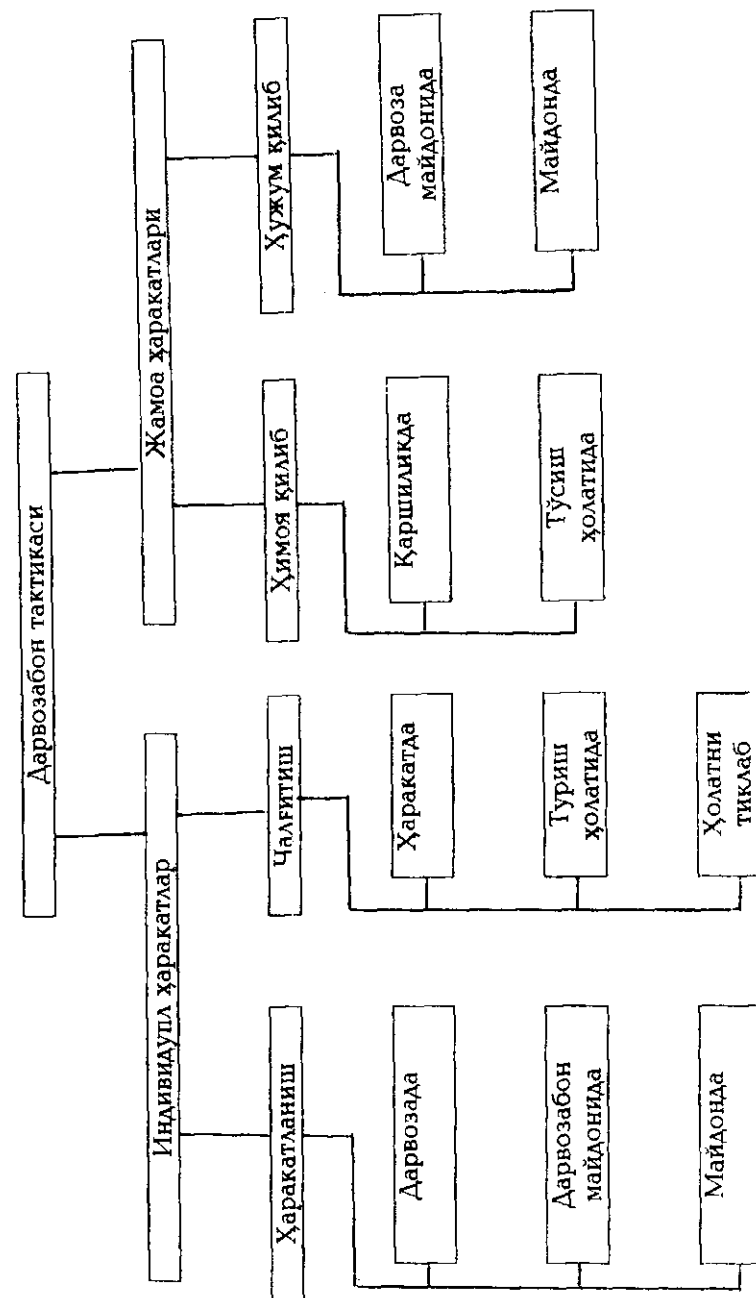 Дарвозабон тактикаси
Индивидупл ҳаракатлар
Жамоа ҳаракатлари
Ҳаракатланиш
Чалғитиш
Ҳимоя қилиб
Ҳужум қилиб
Дарвозада
Дарвозабон
майдонида
Майдонда
Ҳаракатда
Туриш
ҳолатида
Ҳолатни
тиклаб
Қаршиликда
Тўсиш
ҳолатида
Дарвоза
майдонида
Майдонда